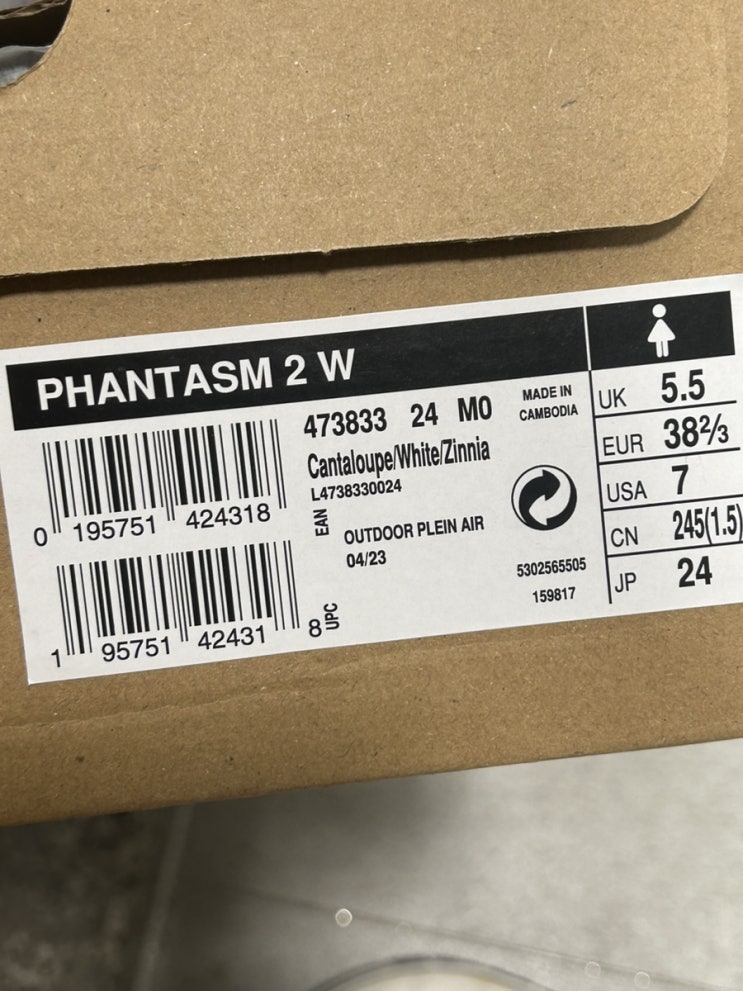 PHANTASM 2 W
473833 24 M0
Cantaloupe/White/Zinnia
L4738330024
MADE IN
CAMBODIA
0 195751 424318
EAN
OUTDOOR PLEIN AIR
04/23
5302565505
159817
1 95751 42431 8
UPC
UK 5.5
EUR 38⅔
USA 7
CN 245(1.5)
JP 24